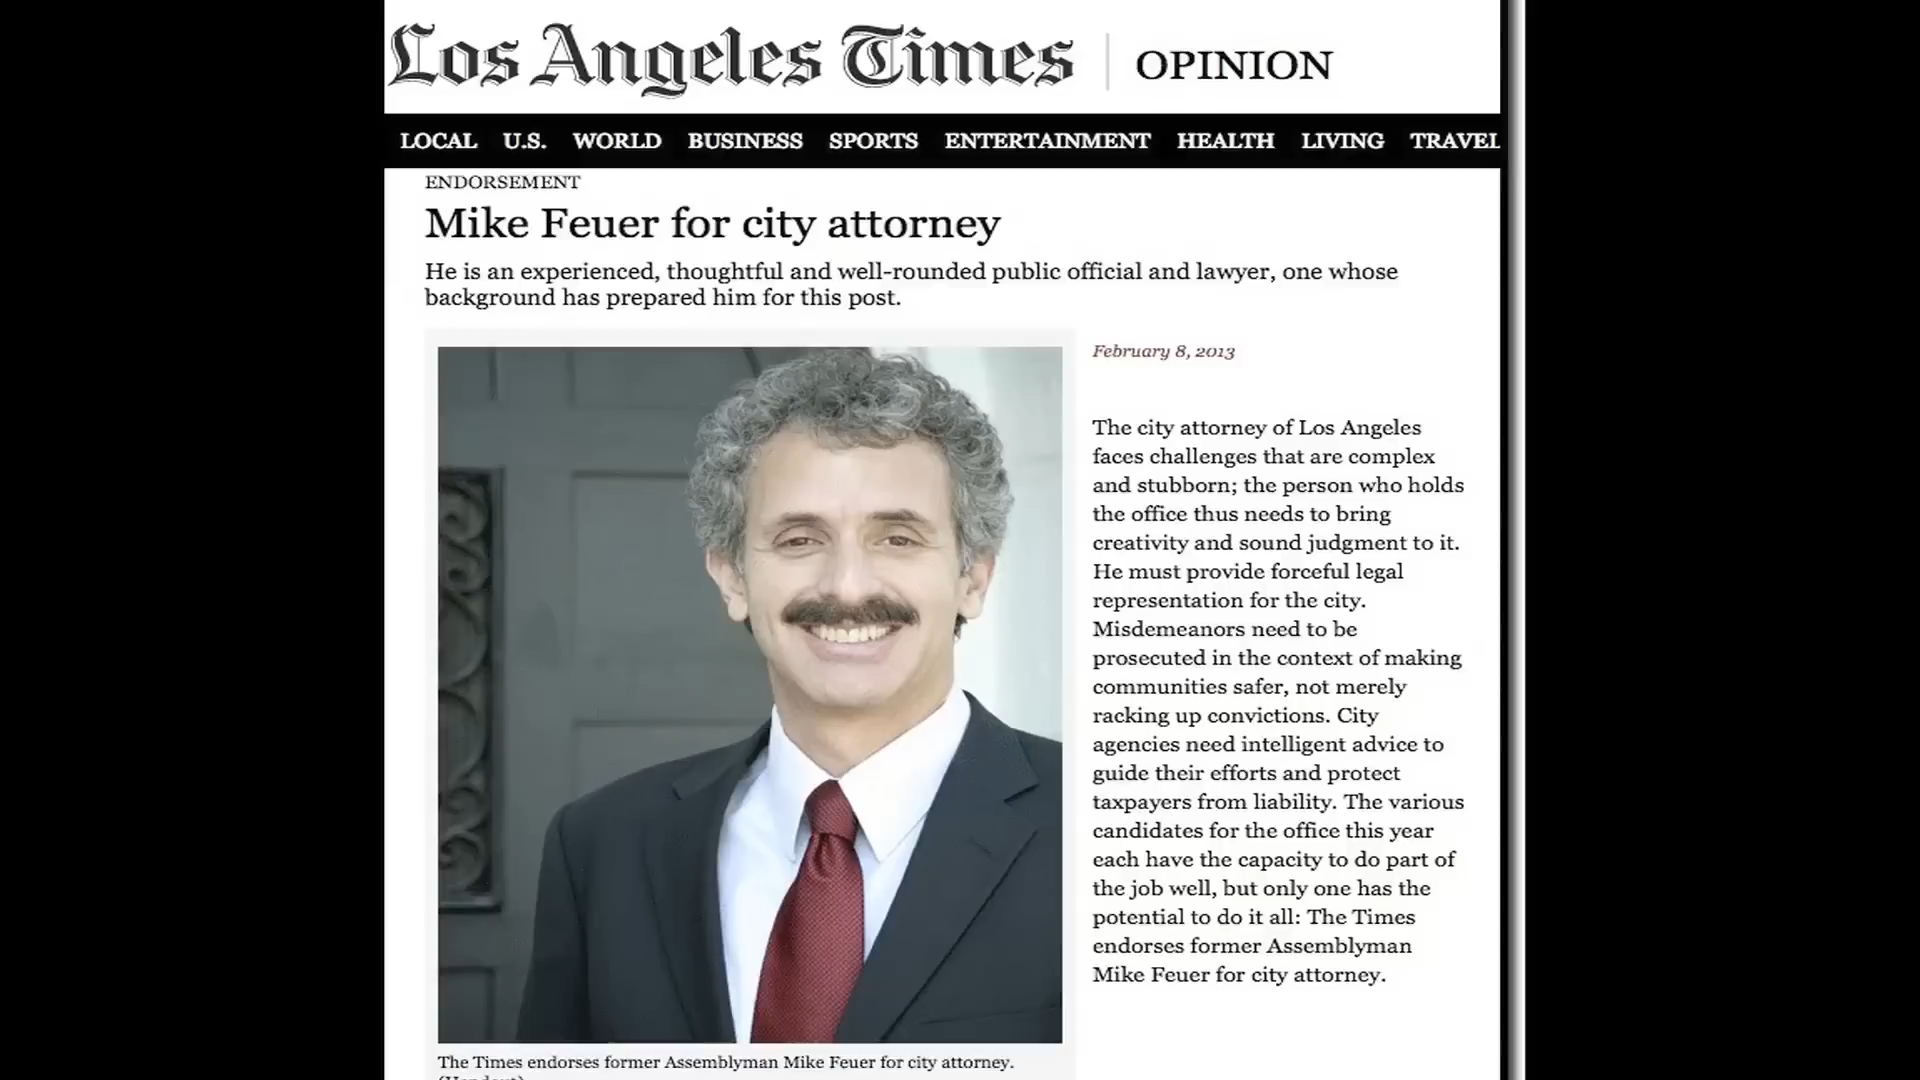 Los Angeles Times | OPINION
LOCAL U.S. WORLD BUSINESS SPORTS ENTERTAINMENT HEALTH LIVING TRAVEL
ENDORSEMENT
Mike Feuer for city attorney
He is an experienced, thoughtful and well-rounded public official and lawyer, one whose
background has prepared him for this post.
February 8, 2013
The city attorney of Los Angeles
faces challenges that are complex
and stubborn; the person who holds
the office thus needs to bring
creativity and sound judgment to it.
He must provide forceful legal
representation for the city.
Misdemeanors need to be
prosecuted in the context of making
communities safer, not merely
racking up convictions. City
agencies need intelligent advice to
guide their efforts and protect
taxpayers from liability. The various
candidates for the office this year
each have the capacity to do part of
the job well, but only one has the
potential to do it all: The Times
endorses former Assemblyman
Mike Feuer for city attorney.
The Times endorses former Assemblyman Mike Feuer for city attorney.